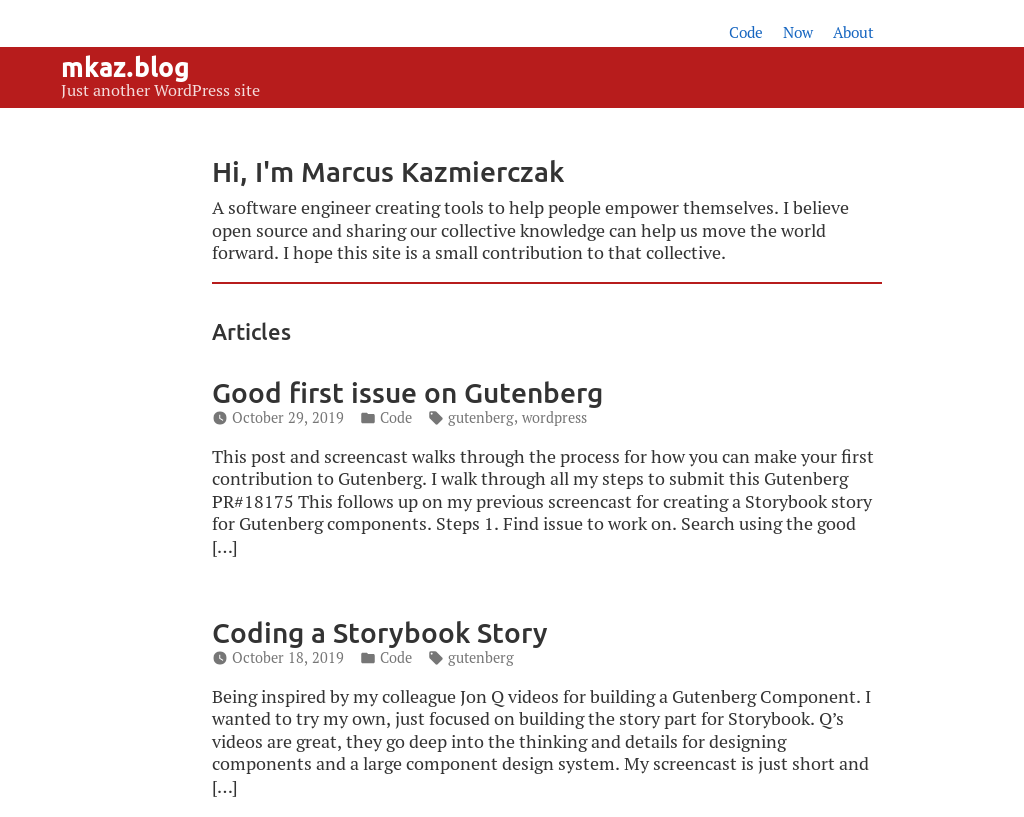 Code Now About
mkaz.blog
Just another WordPress site
Hi, I'm Marcus Kazmierczak
A software engineer creating tools to help people empower themselves. I believe
open source and sharing our collective knowledge can help us move the world
forward. I hope this site is a small contribution to that collective.
Articles
Good first issue on Gutenberg
October 29, 2019 Code gutenberg, wordpress
This post and screencast walks through the process for how you can make your first
contribution to Gutenberg. I walk through all my steps to submit this Gutenberg
PR#18175 This follows up on my previous screencast for creating a Storybook story
for Gutenberg components. Steps 1. Find issue to work on. Search using the good
[…]
Coding a Storybook Story
October 18, 2019 Code gutenberg
Being inspired by my colleague Jon Q videos for building a Gutenberg Component. I
wanted to try my own, just focused on building the story part for Storybook. Q’s
videos are great, they go deep into the thinking and details for designing
components and a large component design system. My screencast is just short and
[…]